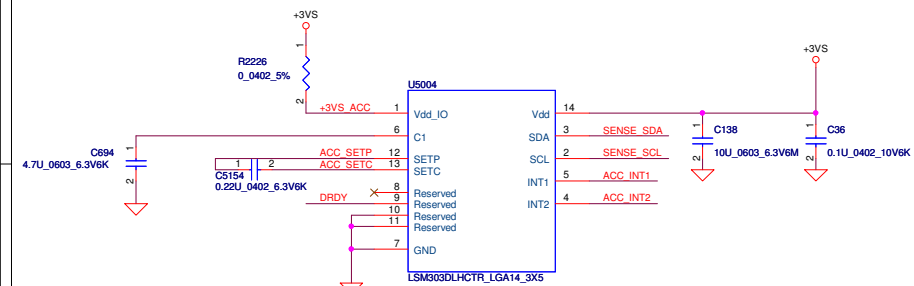 +3VS
+3VS
R2226
0_0402_5%
1
2
U5004
+3VS_ACC
1
Vdd_IO
Vdd
14
6
C1
SDA
3
SENSE_SDA
1
C138
1
C36
C694
1
4.7U_0603_6.3V6K
2
ACC_SETP
12
SETP
SCL
2
SENSE_SCL
10U_0603_6.3V6M
2
0.1U_0402_10V6K
2
1
2
ACC_SETC
13
SETC
C5154
0.22U_0402_6.3V6K
INT1
5
ACC_INT1
8
Reserved
DRDY
9
Reserved
INT2
4
ACC_INT2
10
Reserved
11
Reserved
7
GND
LSM303DLHCTR_LGA14_3X5